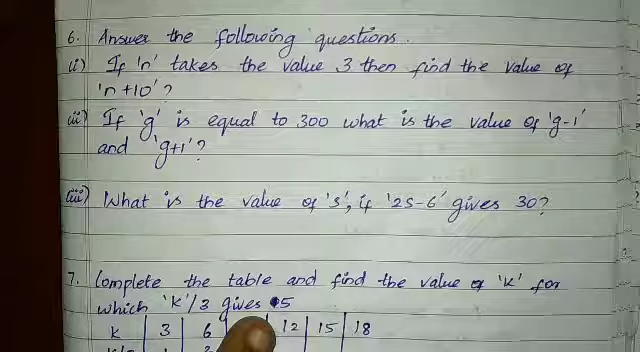 6. Answer the following questions.
(i) If 'n' takes the value 3 then find the value of
'n+10'?
(ii) If 'g' is equal to 300 what is the value of 'g-1'
and 'g+1'?
(iii) What is the value of 's', if '2s-6' gives 30?
7. Complete the table and find the value of 'k' for
which 'k'/3 gives 5
k 3 6 12 15 18